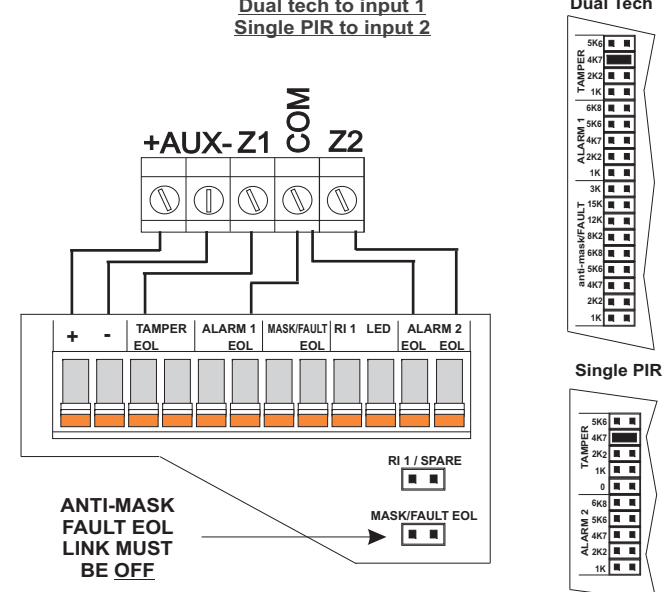 Dual tech to input 1
Single PIR to input 2
+AUX- Z1 COM Z2
+ - TAMPER ALARM 1 MASK/FAULT RI 1 LED ALARM 2
EOL EOL EOL EOL EOL
RI 1 / SPARE
MASK/FAULT EOL
ANTI-MASK
FAULT EOL
LINK MUST
BE OFF
Dual Tech
TAMPER
5K6
4K7
2K2
1K
ALARM 1
6K8
5K6
4K7
2K2
1K
anti-mask/FAULT
3K
15K
12K
8K2
6K8
5K6
4K7
2K2
1K
Single PIR
TAMPER
5K6
4K7
2K2
1K
0
ALARM 2
6K8
5K6
4K7
2K2
1K